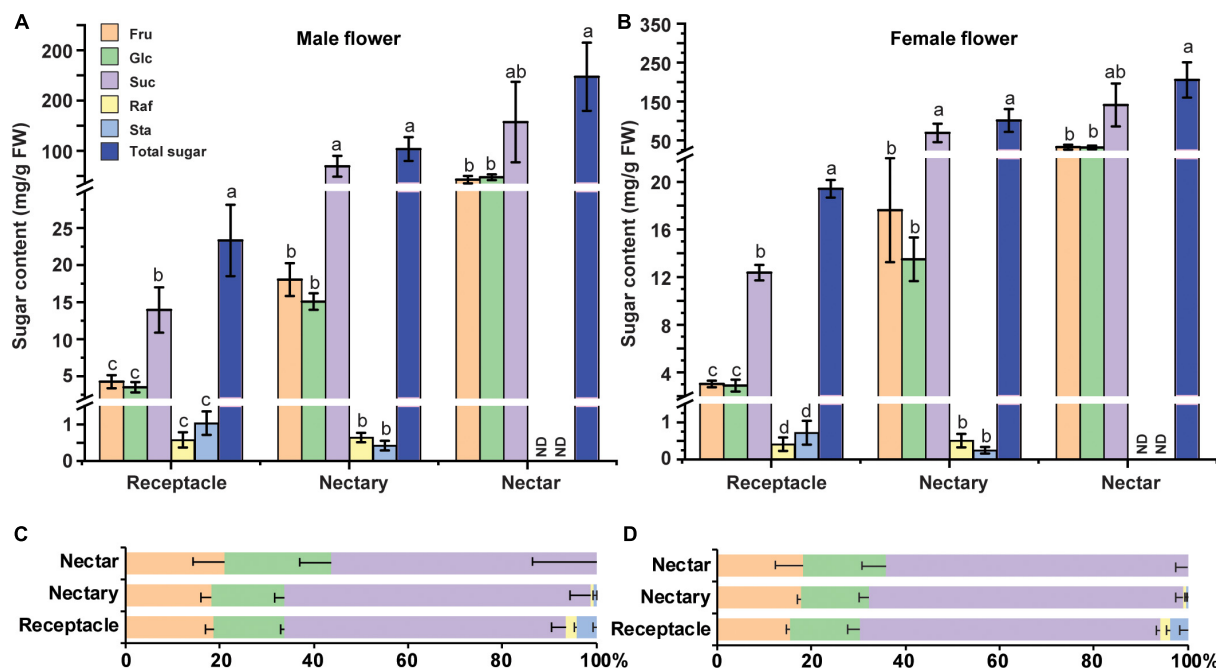 A
Male flower
Fru
Glc
Suc
Raf
Sta
Total sugar
Sugar content (mg/g FW)
200
200
100
25
20
15
10
5
1
0
c
c
b
c
c
a
b
b
a
b
b
a
b
b
ab
ND
ND
a
Receptacle
Nectary
Nectar
B
Female flower
Sugar content (mg/g FW)
350
300
250
200
150
100
50
20
16
12
8
4
1
0
c
c
b
d
d
a
b
b
a
b
b
a
b
b
ab
ND
ND
a
Receptacle
Nectary
Nectar
C
Nectar
Nectary
Receptacle
0
20
40
60
80
100%
D
Nectar
Nectary
Receptacle
0
20
40
60
80
100%